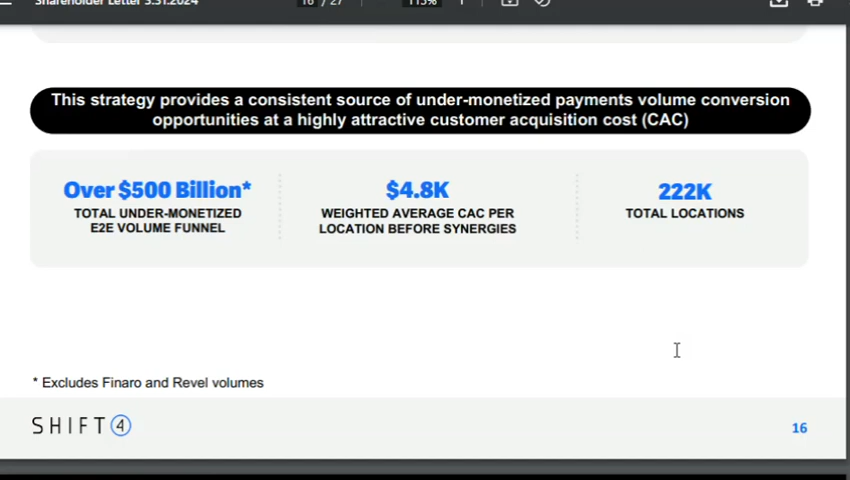 Shareholder Letter 3.31.2024
16 / 27
115%
This strategy provides a consistent source of under-monetized payments volume conversion
opportunities at a highly attractive customer acquisition cost (CAC)
Over $500 Billion*
TOTAL UNDER-MONETIZED
E2E VOLUME FUNNEL
$4.8K
WEIGHTED AVERAGE CAC PER
LOCATION BEFORE SYNERGIES
222K
TOTAL LOCATIONS
* Excludes Finaro and Revel volumes
SHIFT4
16